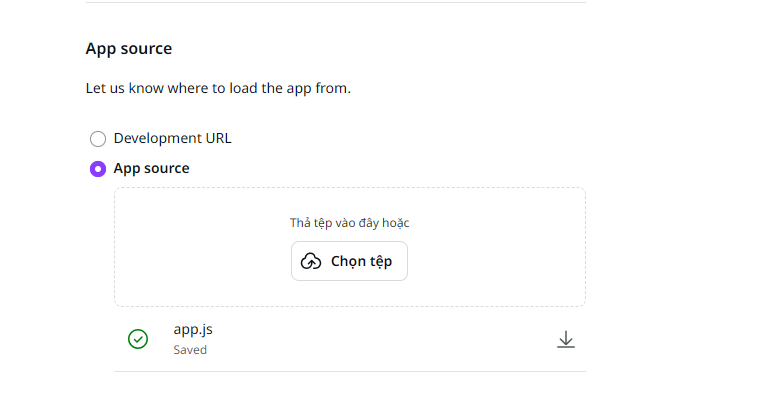 App source
Let us know where to load the app from.
Development URL
App source
Thả tệp vào đây hoặc
Chọn tệp
app.js
Saved